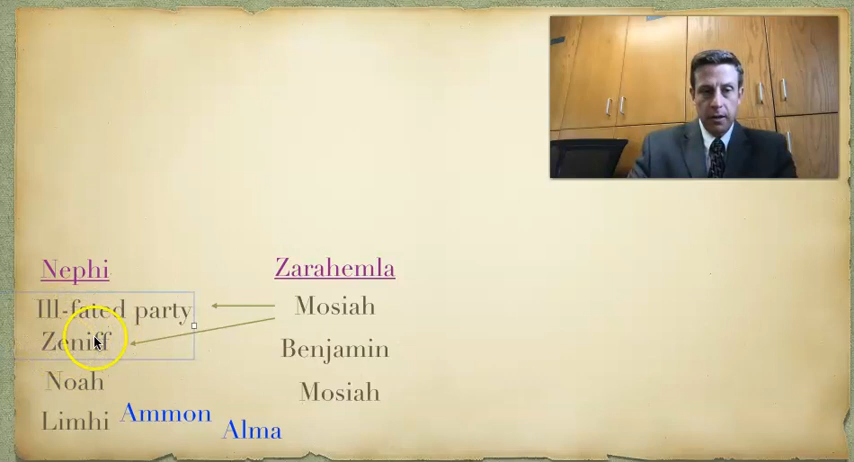 Nephi
Zarahemla
Ill-fated party
Mosiah
Zeniff
Benjamin
Noah
Mosiah
Limhi
Ammon
Alma